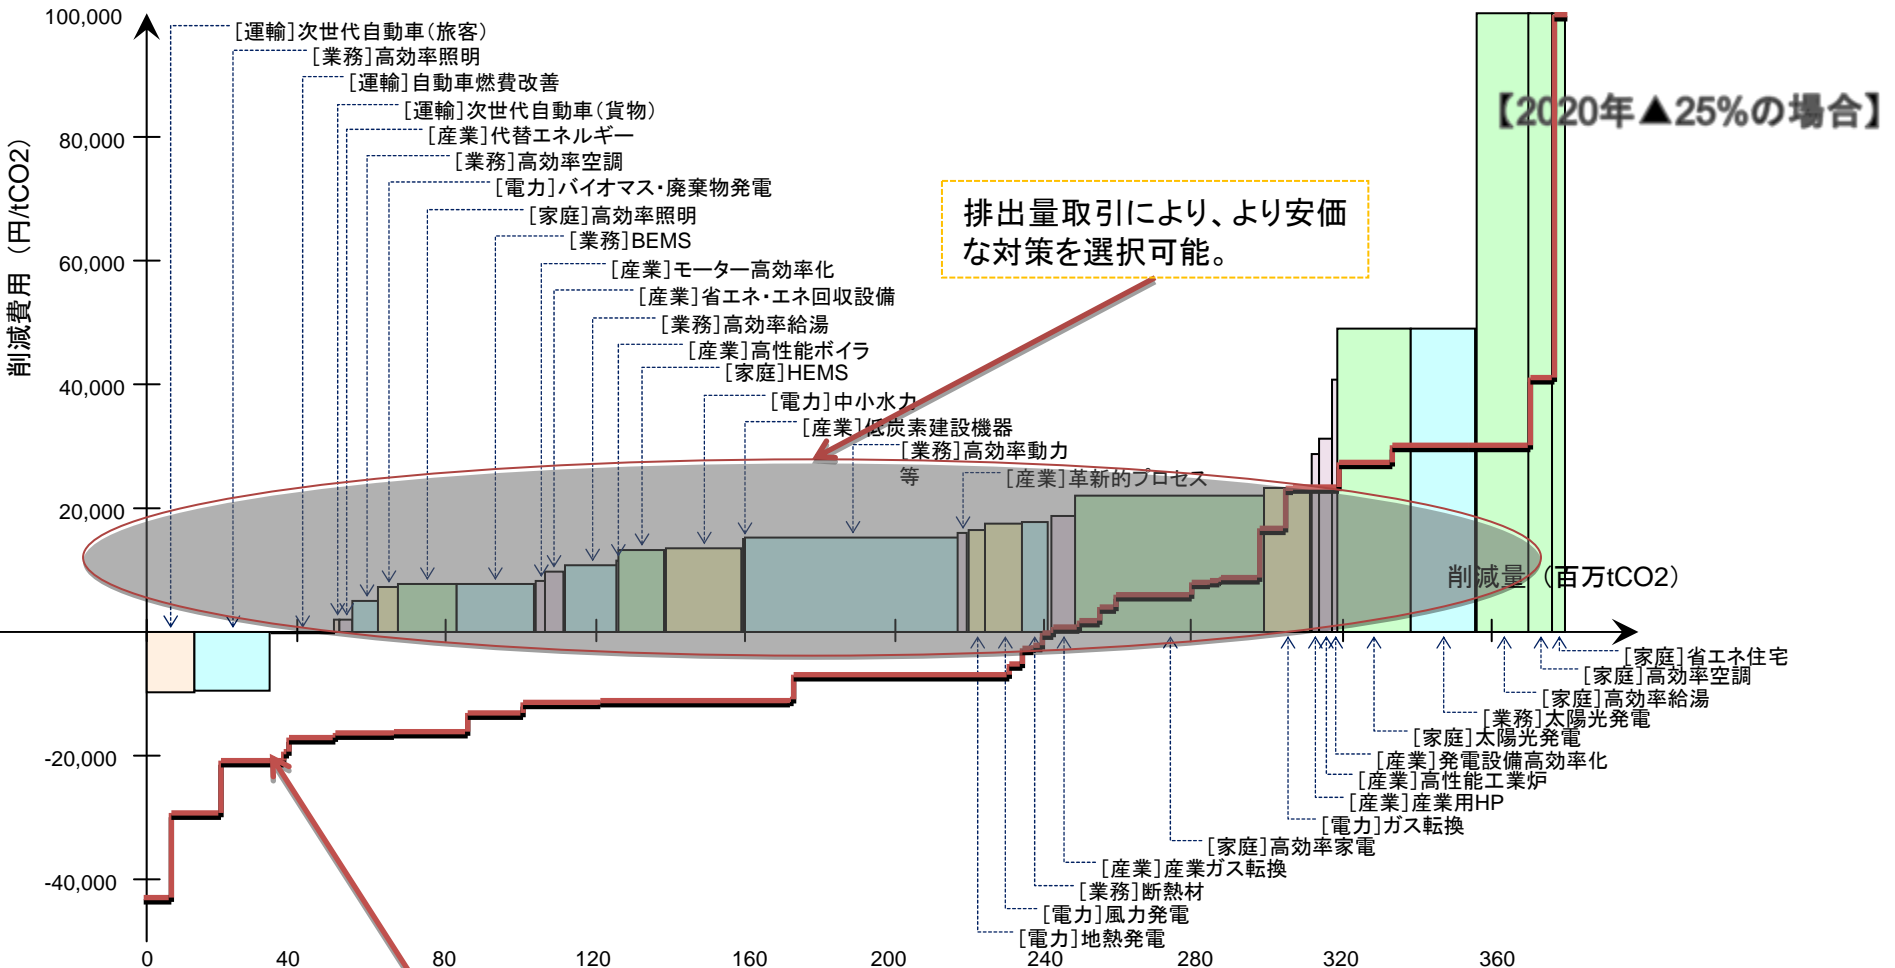 100,000
[運輸]次世代自動車(旅客)
[業務]高効率照明
[運輸]自動車燃費改善
[運輸]次世代自動車(貨物)
【2020年▲25%の場合】
80,000
[産業]代替エネルギー
[業務]高効率空調
[電力]バイオマス・廃棄物発電
[家庭]高効率照明
排出量取引により、より安価
な対策を選択可能。
[業務]BEMS
60,000
[産業]モーター高効率化
[産業]省エネ・エネ回収設備
削減費用 (円/tCO2)
[業務]高効率給湯
[産業]高性能ボイラ
[家庭]HEMS
40,000
[電力]中小水力
[産業]低炭素建設機器
[業務]高効率動力
等
[産業]革新的プロセス
20,000
削減量 (百万tCO2)
[家庭]省エネ住宅
[家庭]高効率空調
[家庭]高効率給湯
[業務]太陽光発電
[家庭]太陽光発電
-20,000
[産業]発電設備高効率化
[産業]高性能工業炉
[産業]産業用HP
[電力]ガス転換
[家庭]高効率家電
[産業]産業ガス転換
-40,000
[業務]断熱材
[電力]風力発電
[電力]地熱発電
0 40 80 120 160 200 240 280 320 360